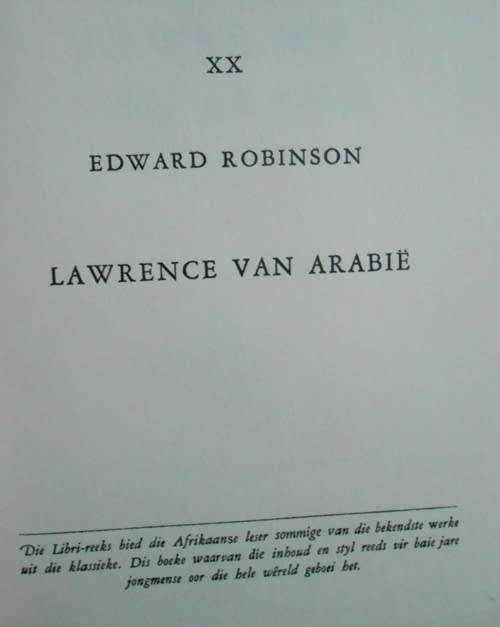 XX
EDWARD ROBINSON
LAWRENCE VAN ARABIË
Die Libri-reeks bied die Afrikaanse leser sommige van die bekendste werke
uit die klassieke. Dis boeke waarvan die inhoud en styl reeds vir baie jare
jongmense oor die hele wêreld geboei het.